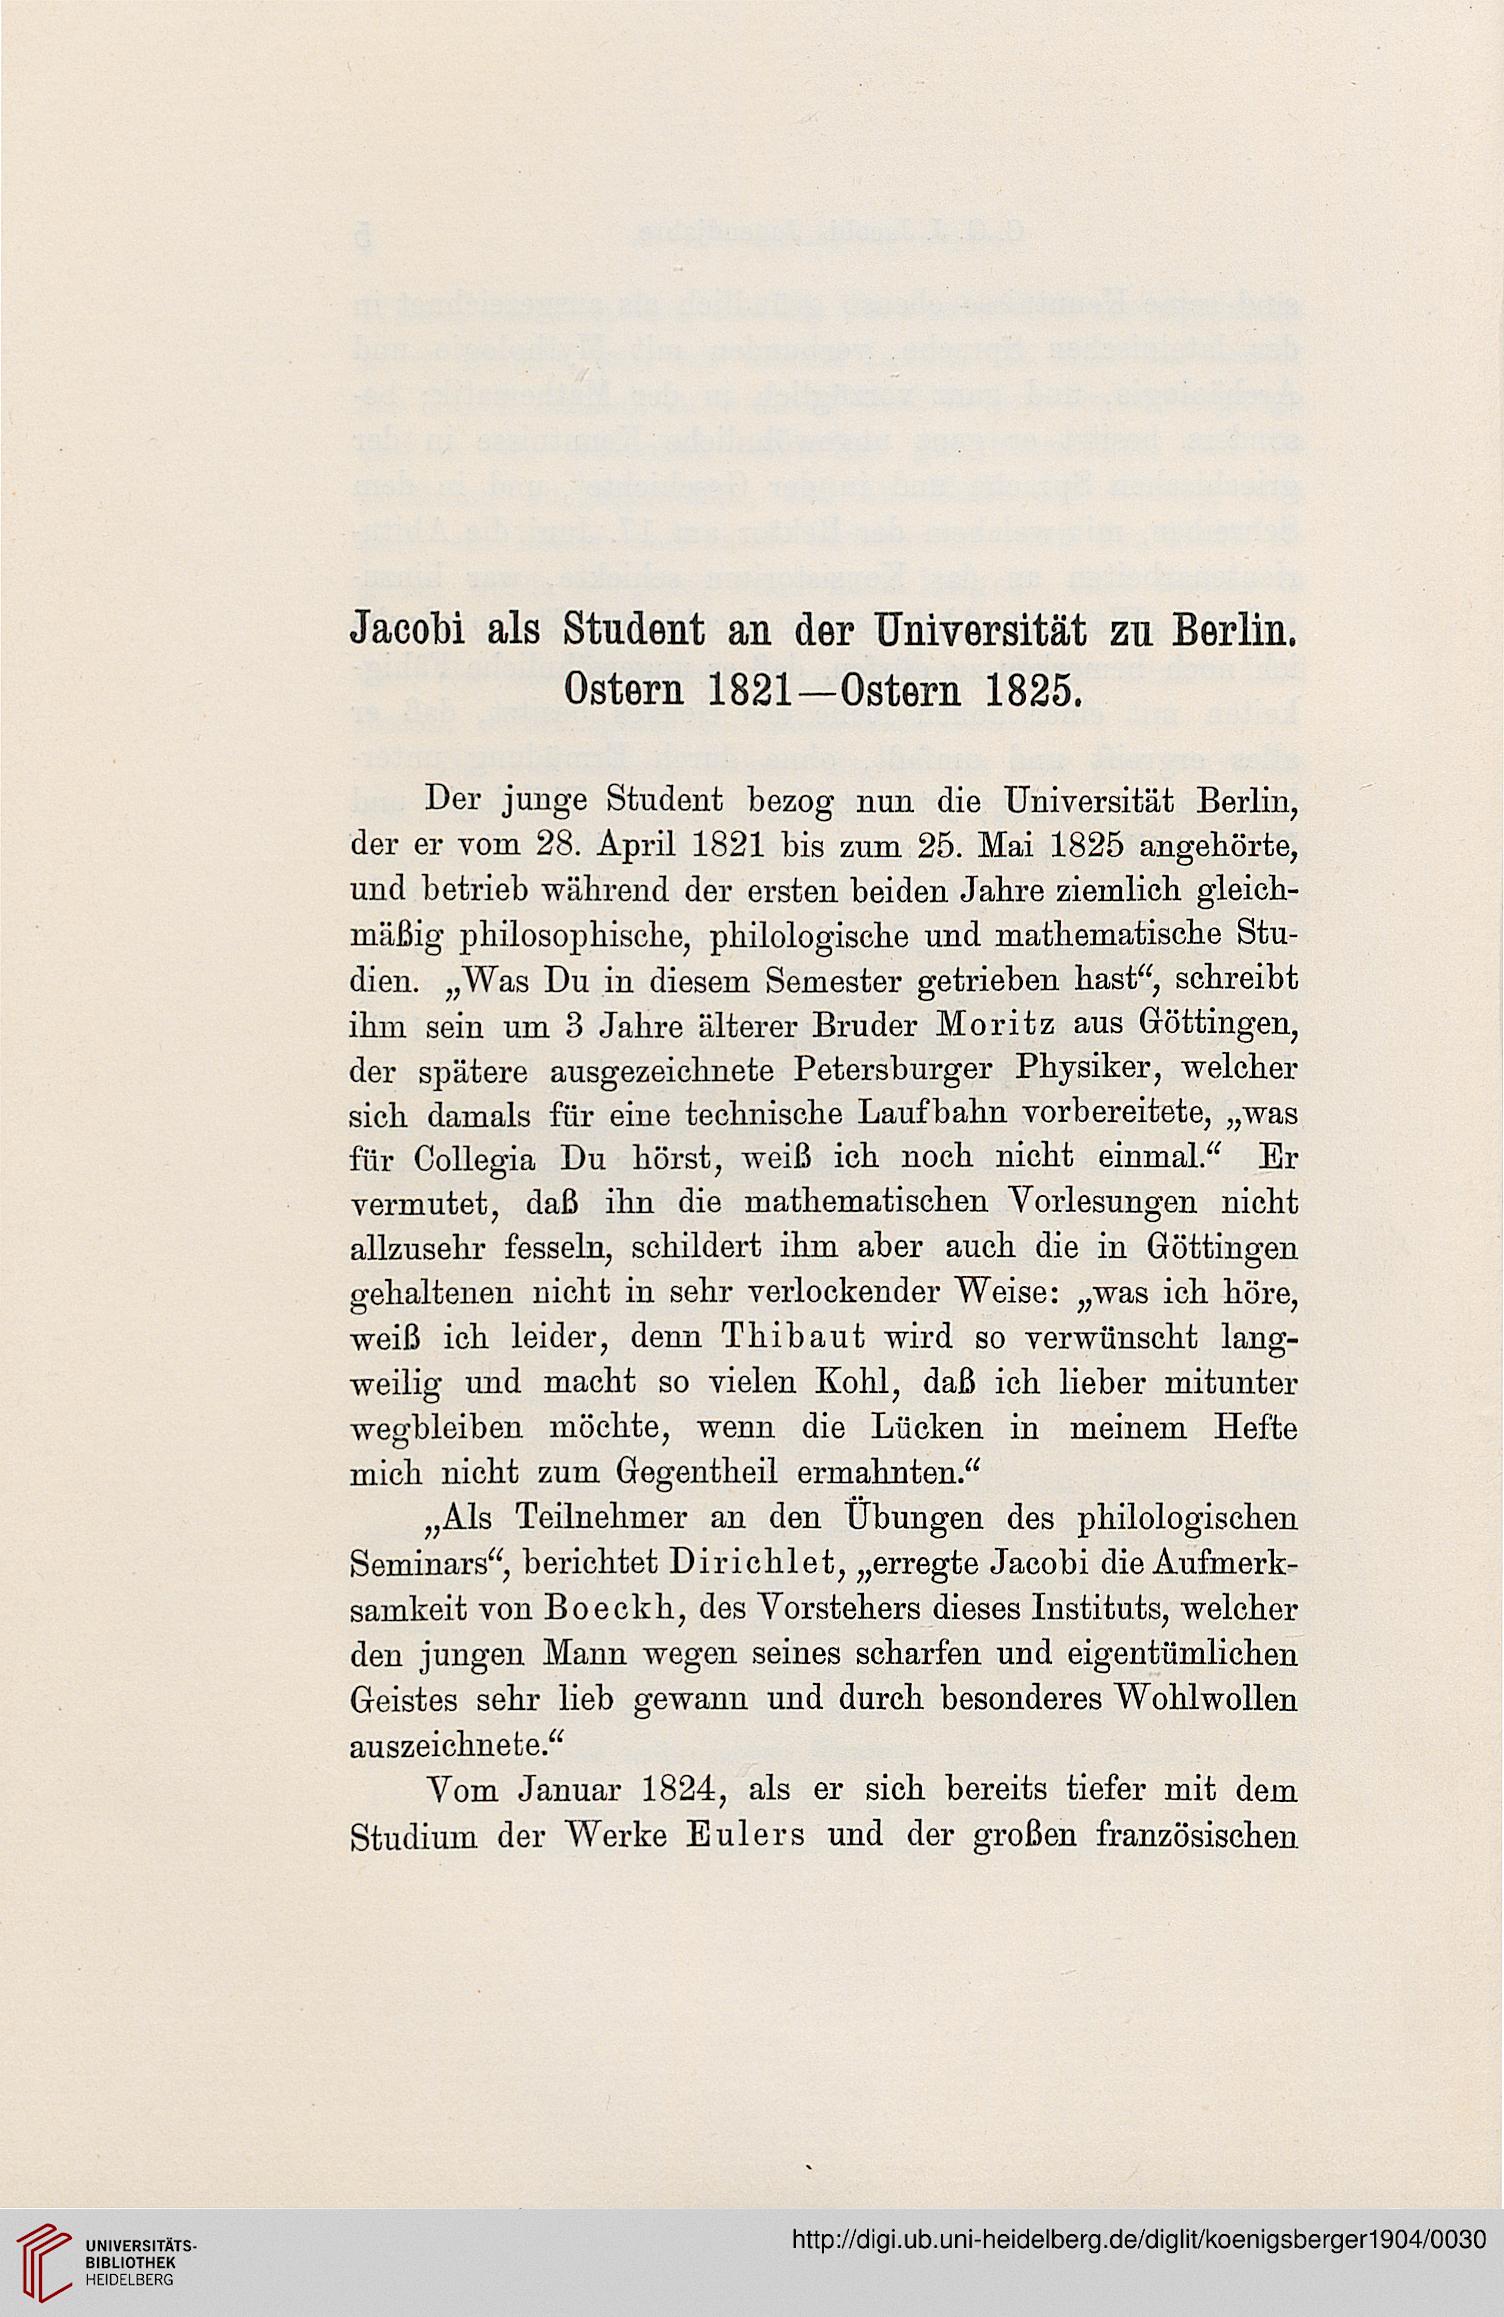 Jacobi als Student an der Universität zu Berlin.
Ostern 1821—Ostern 1825.
Der junge Student bezog nun die Universität Berlin,
der er vom 28. April 1821 bis zum 25. Mai 1825 angehörte,
und betrieb während der ersten beiden Jahre ziemlich gleich-
mäßig philosophische, philologische und mathematische Stu-
dien. „Was Du in diesem Semester getrieben hast“, schreibt
ihm sein um 3 Jahre älterer Bruder Moritz aus Göttingen,
der spätere ausgezeichnete Petersburger Physiker, welcher
sich damals für eine technische Laufbahn vorbereitete, „was
für Collegia Du hörst, weiß ich noch nicht einmal.“ Er
vermutet, daß ihn die mathematischen Vorlesungen nicht
allzusehr fesseln, schildert ihm aber auch die in Göttingen
gehaltenen nicht in sehr verlockender Weise: „was ich höre,
weiß ich leider, denn Thibaut wird so verwünscht lang-
weilig und macht so vielen Kohl, daß ich lieber mitunter
wegbleiben möchte, wenn die Lücken in meinem Hefte
mich nicht zum Gegentheil ermahnten.“
„Als Teilnehmer an den Übungen des philologischen
Seminars“, berichtet Dirichlet, „erregte Jacobi die Aufmerk-
samkeit von Boeckh, des Vorstehers dieses Instituts, welcher
den jungen Mann wegen seines scharfen und eigentümlichen
Geistes sehr lieb gewann und durch besonderes Wohlwollen
auszeichnete.“
Vom Januar 1824, als er sich bereits tiefer mit dem
Studium der Werke Eulers und der großen französischen
UNIVERSITÄTS-
BIBLIOTHEK
HEIDELBERG
http://digi.ub.uni-heidelberg.de/diglit/koenigsberger1904/0030